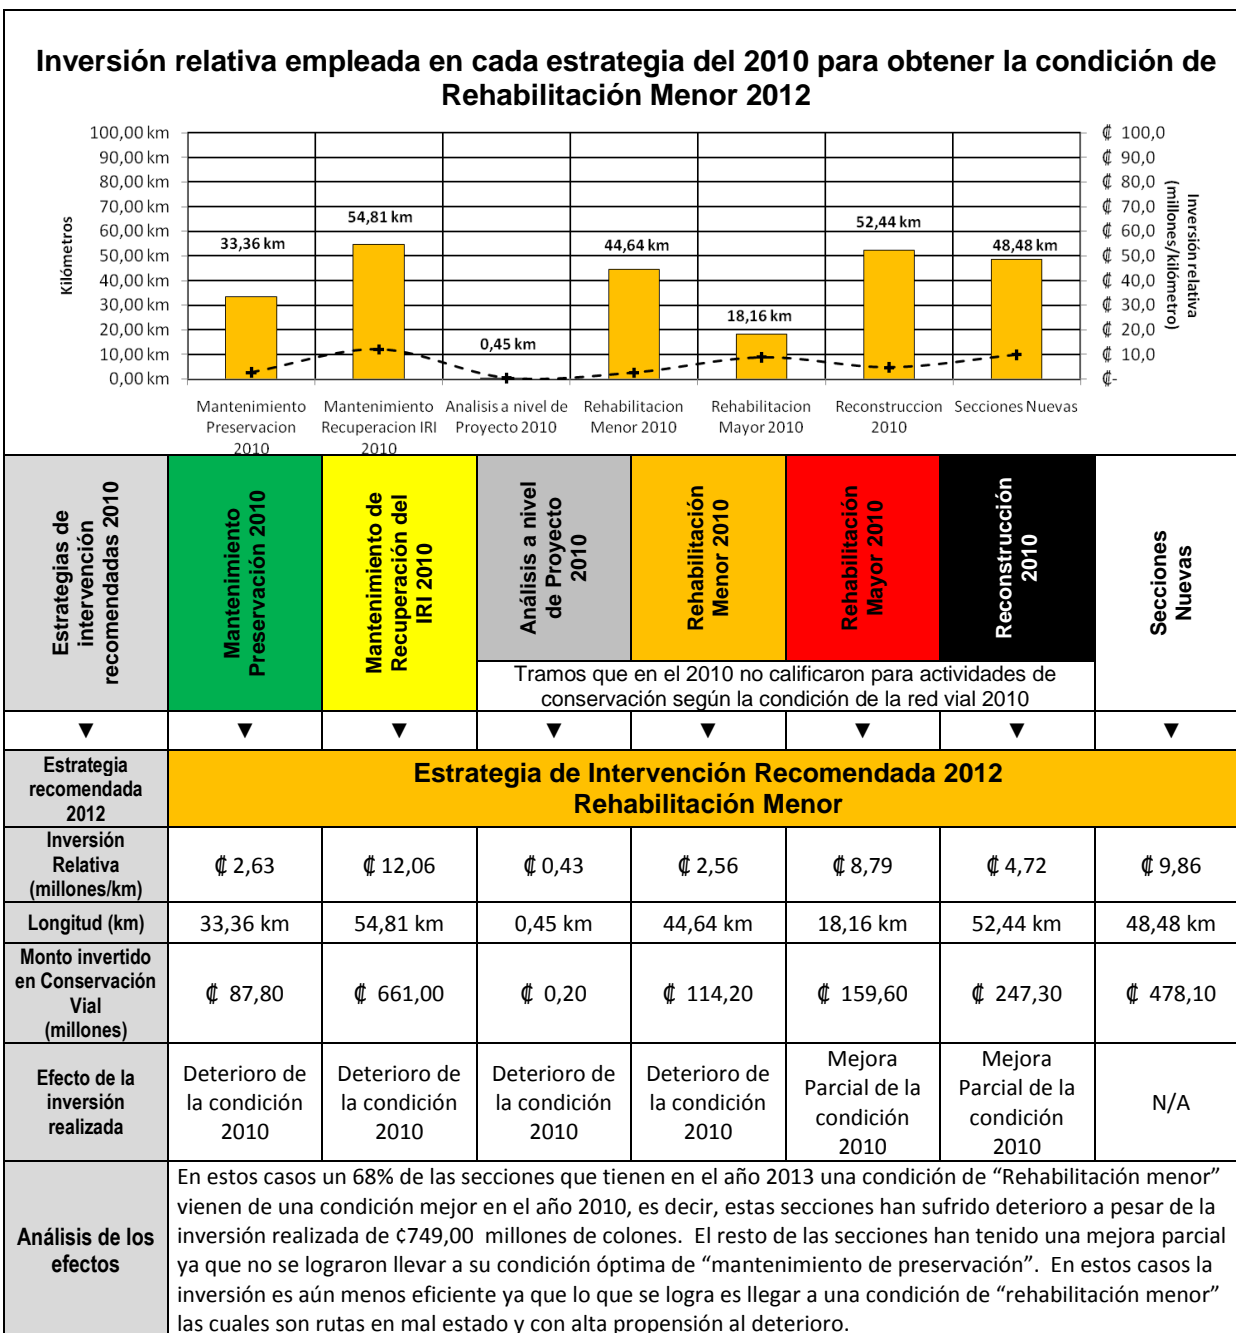 Inversión relativa empleada en cada estrategia del 2010 para obtener la condición de
Rehabilitación Menor 2012
Kilómetros
100,00 km
90,00 km
80,00 km
70,00 km
60,00 km
50,00 km
40,00 km
30,00 km
20,00 km
10,00 km
0,00 km
33,36 km
54,81 km
0,45 km
44,64 km
18,16 km
52,44 km
48,48 km
₡ 100,0
₡ 90,0
₡ 80,0
₡ 70,0
₡ 60,0
₡ 50,0
₡ 40,0
₡ 30,0
₡ 20,0
₡ 10,0
₡-
Inversión relativa
(millones/kilómetro)
Mantenimiento
Preservacion
2010
Mantenimiento
Recuperacion IRI
2010
Analisis a nivel de
Proyecto 2010
Rehabilitacion
Menor 2010
Rehabilitacion
Mayor 2010
Reconstruccion
2010
Secciones Nuevas
Estrategias de
intervención
recomendadas 2010
Mantenimiento
Preservación 2010
Mantenimiento de
Recuperación del
IRI 2010
Análisis a nivel
de Proyecto
2010
Rehabilitación
Menor 2010
Rehabilitación
Mayor 2010
Reconstrucción
2010
Secciones
Nuevas
Tramos que en el 2010 no calificaron para actividades de
conservación según la condición de la red vial 2010
▼ ▼ ▼ ▼ ▼ ▼ ▼ ▼
Estrategia
recomendada
2012
Estrategia de Intervención Recomendada 2012
Rehabilitación Menor
Inversión
Relativa
(millones/km)
₡ 2,63
₡ 12,06
₡ 0,43
₡ 2,56
₡ 8,79
₡ 4,72
₡ 9,86
Longitud (km)
33,36 km
54,81 km
0,45 km
44,64 km
18,16 km
52,44 km
48,48 km
Monto invertido
en Conservación
Vial
(millones)
₡ 87,80
₡ 661,00
₡ 0,20
₡ 114,20
₡ 159,60
₡ 247,30
₡ 478,10
Efecto de la
inversión
realizada
Deterioro de
la condición
2010
Deterioro de
la condición
2010
Deterioro de
la condición
2010
Deterioro de
la condición
2010
Mejora
Parcial de la
condición
2010
Mejora
Parcial de la
condición
2010
N/A
Análisis de los
efectos
En estos casos un 68% de las secciones que tienen en el año 2013 una condición de “Rehabilitación menor”
vienen de una condición mejor en el año 2010, es decir, estas secciones han sufrido deterioro a pesar de la
inversión realizada de ¢749,00 millones de colones. El resto de las secciones han tenido una mejora parcial
ya que no se lograron llevar a su condición óptima de “mantenimiento de preservación”. En estos casos la
inversión es aún menos eficiente ya que lo que se logra es llegar a una condición de “rehabilitación menor”
las cuales son rutas en mal estado y con alta propensión al deterioro.